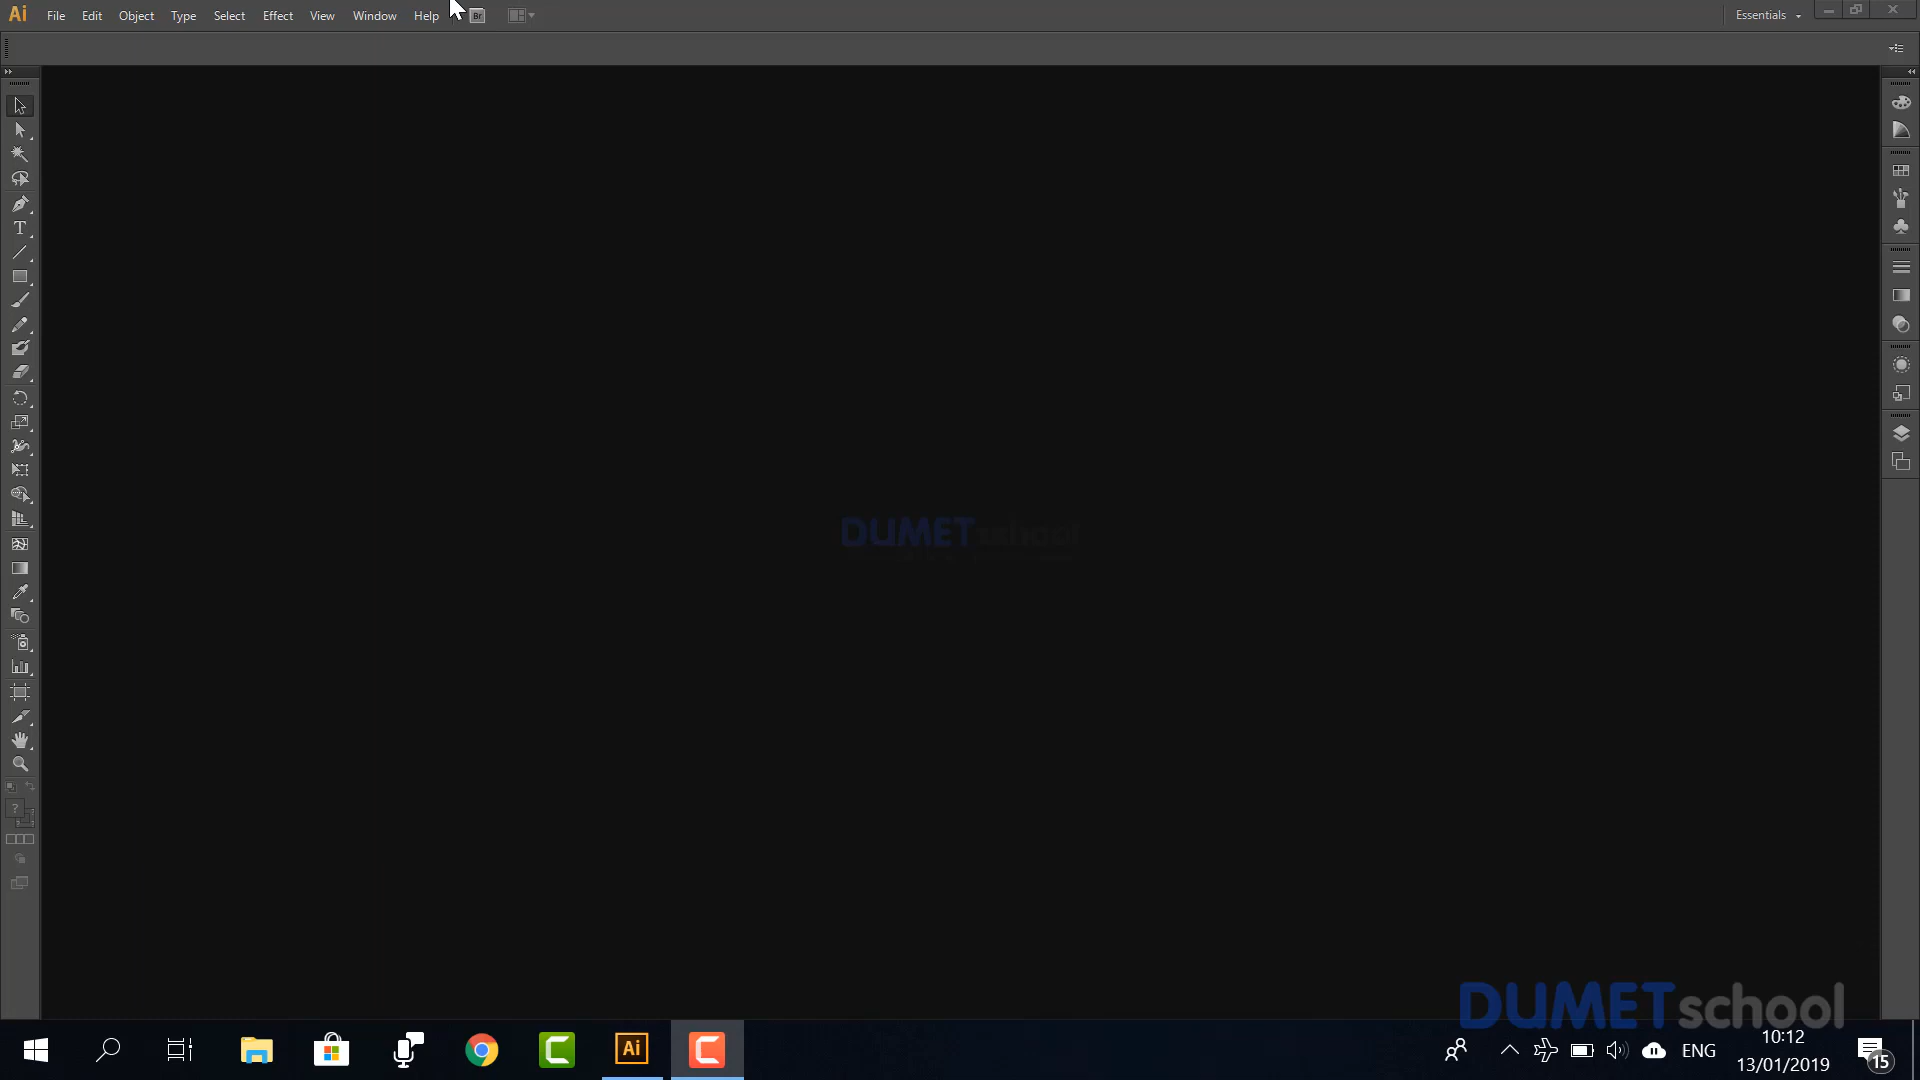 Ai File Edit Object Type Select Effect View Window Help Br Essentials
T
?
DUMETschool
DUMETschool
Ai
ENG
10:12
13/01/2019
15